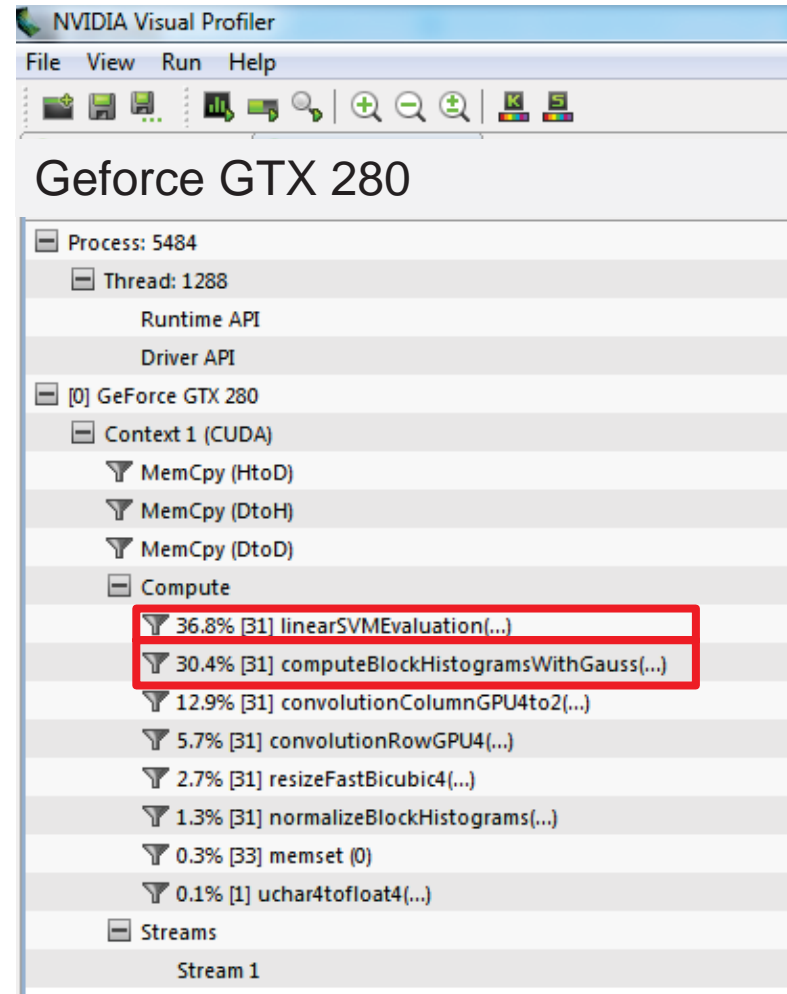 NVIDIA Visual Profiler
File View Run Help
K S
Geforce GTX 280
Process: 5484
Thread: 1288
Runtime API
Driver API
[0] GeForce GTX 280
Context 1 (CUDA)
MemCpy (HtoD)
MemCpy (DtoH)
MemCpy (DtoD)
Compute
36.8% [31] linearSVMEvaluation(...)
30.4% [31] computeBlockHistogramsWithGauss(...)
12.9% [31] convolutionColumnGPU4to2(...)
5.7% [31] convolutionRowGPU4(...)
2.7% [31] resizeFastBicubic4(...)
1.3% [31] normalizeBlockHistograms(...)
0.3% [33] memset (0)
0.1% [1] uchar4tofloat4(...)
Streams
Stream 1